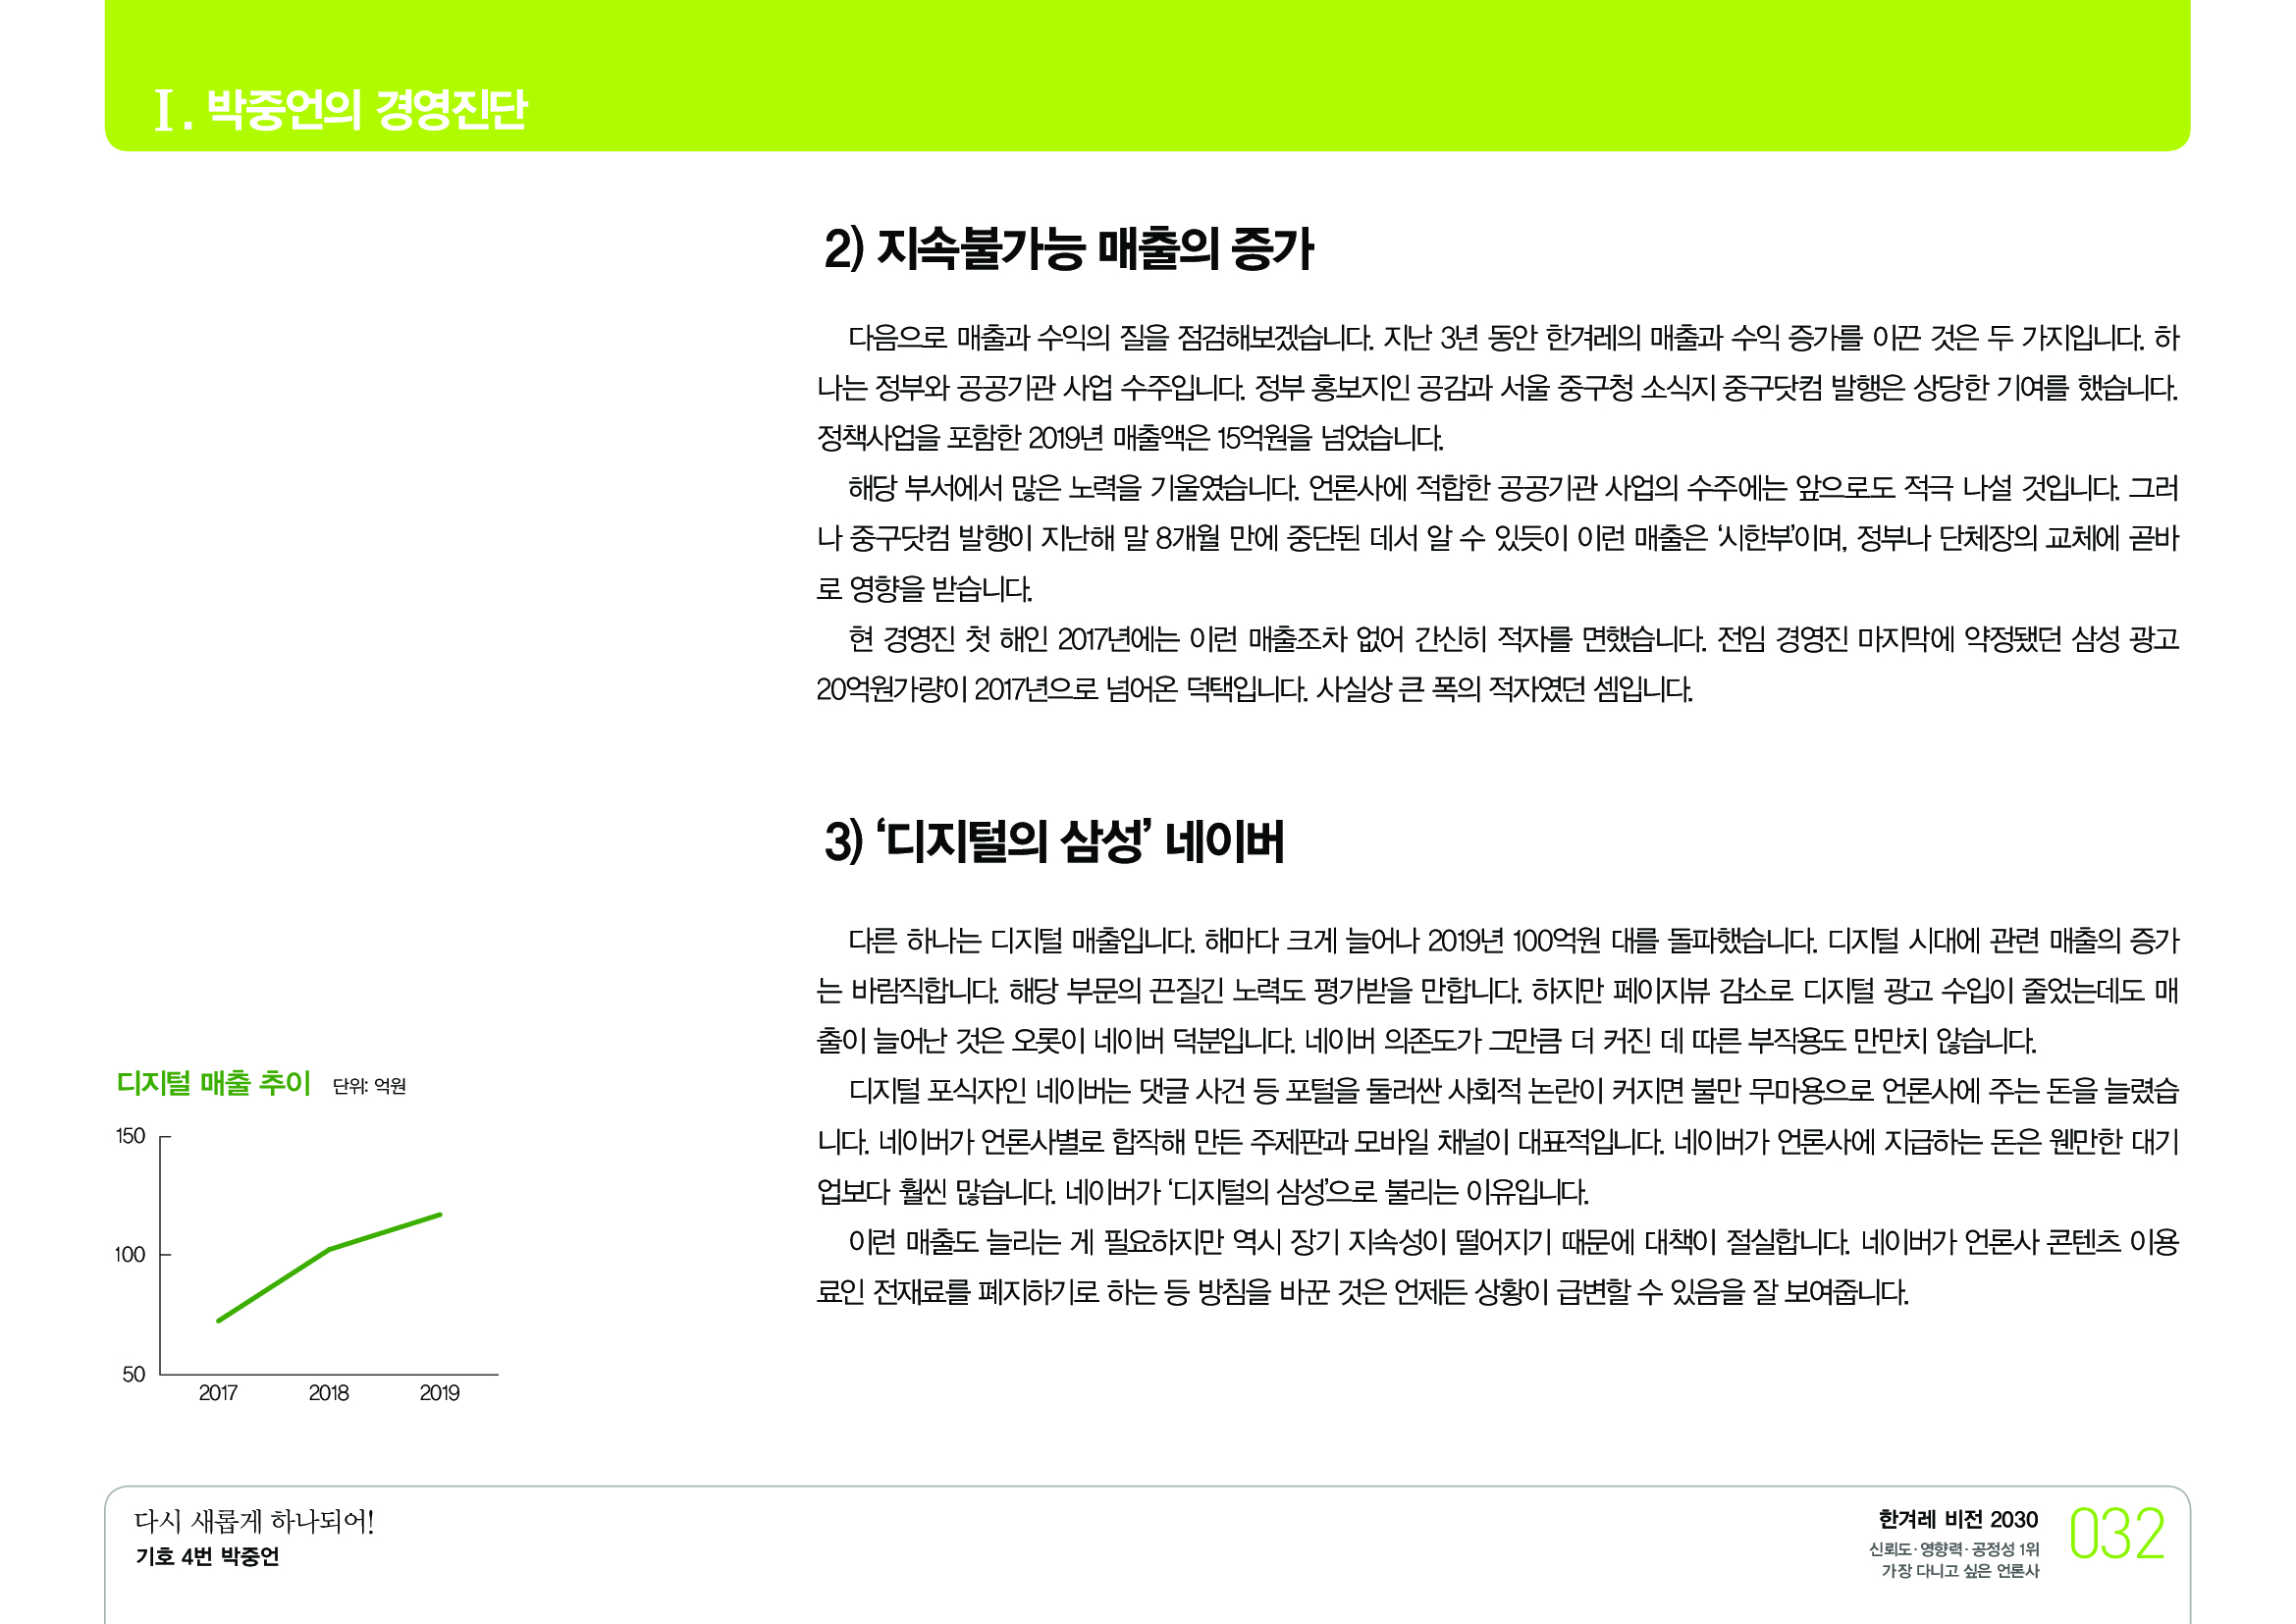 I. 박중언의 경영진단
2) 지속불가능 매출의 증가
다음으로 매출과 수익의 질을 점검해보겠습니다. 지난 3년 동안 한겨레의 매출과 수익 증가를 이끈 것은 두 가지입니다. 하
나는 정부와 공공기관 사업 수주입니다. 정부 홍보지인 공감과 서울 중구청 소식지 중구닷컴 발행은 상당한 기여를 했습니다.
정책사업을 포함한 2019년 매출액은 15억원을 넘었습니다.
해당 부서에서 많은 노력을 기울였습니다. 언론사에 적합한 공공기관 사업의 수주에는 앞으로도 적극 나설 것입니다. 그러
나 중구닷컴 발행이 지난해 말 8개월 만에 중단된 데서 알 수 있듯이 이런 매출은 ‘시한부’이며, 정부나 단체장의 교체에 곧바
로 영향을 받습니다.
현 경영진 첫 해인 2017년에는 이런 매출조차 없어 간신히 적자를 면했습니다. 전임 경영진 마지막에 약정됐던 삼성 광고
20억원가량이 2017년으로 넘어온 덕택입니다. 사실상 큰 폭의 적자였던 셈입니다.
3) ‘디지털의 삼성’ 네이버
다른 하나는 디지털 매출입니다. 해마다 크게 늘어나 2019년 100억원 대를 돌파했습니다. 디지털 시대에 관련 매출의 증가
는 바람직합니다. 해당 부문의 끈질긴 노력도 평가받을 만합니다. 하지만 페이지뷰 감소로 디지털 광고 수입이 줄었는데도 매
출이 늘어난 것은 오롯이 네이버 덕분입니다. 네이버 의존도가 그만큼 더 커진 데 따른 부작용도 만만치 않습니다.
디지털 포식자인 네이버는 댓글 사건 등 포털을 둘러싼 사회적 논란이 커지면 불만 무마용으로 언론사에 주는 돈을 늘렸습
니다. 네이버가 언론사별로 합작해 만든 주제판과 모바일 채널이 대표적입니다. 네이버가 언론사에 지급하는 돈은 웬만한 대기
업보다 훨씬 많습니다. 네이버가 ‘디지털의 삼성’으로 불리는 이유입니다.
이런 매출도 늘리는 게 필요하지만 역시 장기 지속성이 떨어지기 때문에 대책이 절실합니다. 네이버가 언론사 콘텐츠 이용
료인 전재료를 폐지하기로 하는 등 방침을 바꾼 것은 언제든 상황이 급변할 수 있음을 잘 보여줍니다.
디지털 매출 추이 단위: 억원
150
100
50
2017 2018 2019
다시 새롭게 하나되어!
기호 4번 박중언
한겨레 비전 2030
신뢰도·영향력·공정성 1위
가장 다니고 싶은 언론사
032